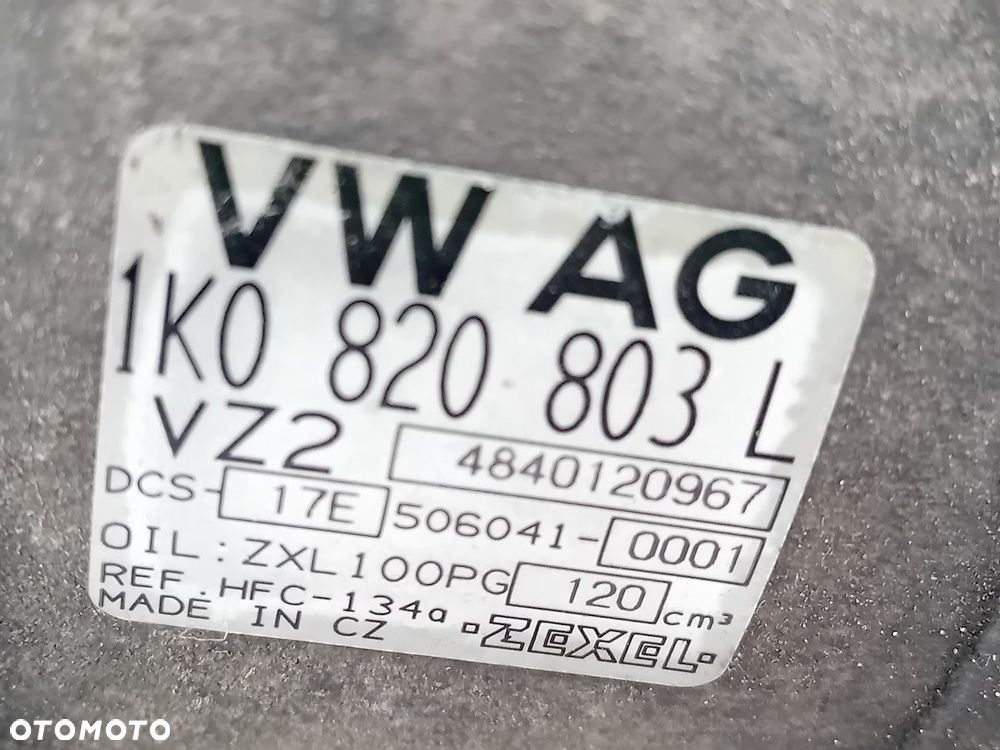 VW AG
1K0 820 803 L
VZ2 4840120967
DCS-17E 506041-0001
OIL: ZXL100PG 120 cm³
REF. HFC-134a
MADE IN CZ ·ZEXEL·
OTOMOTO